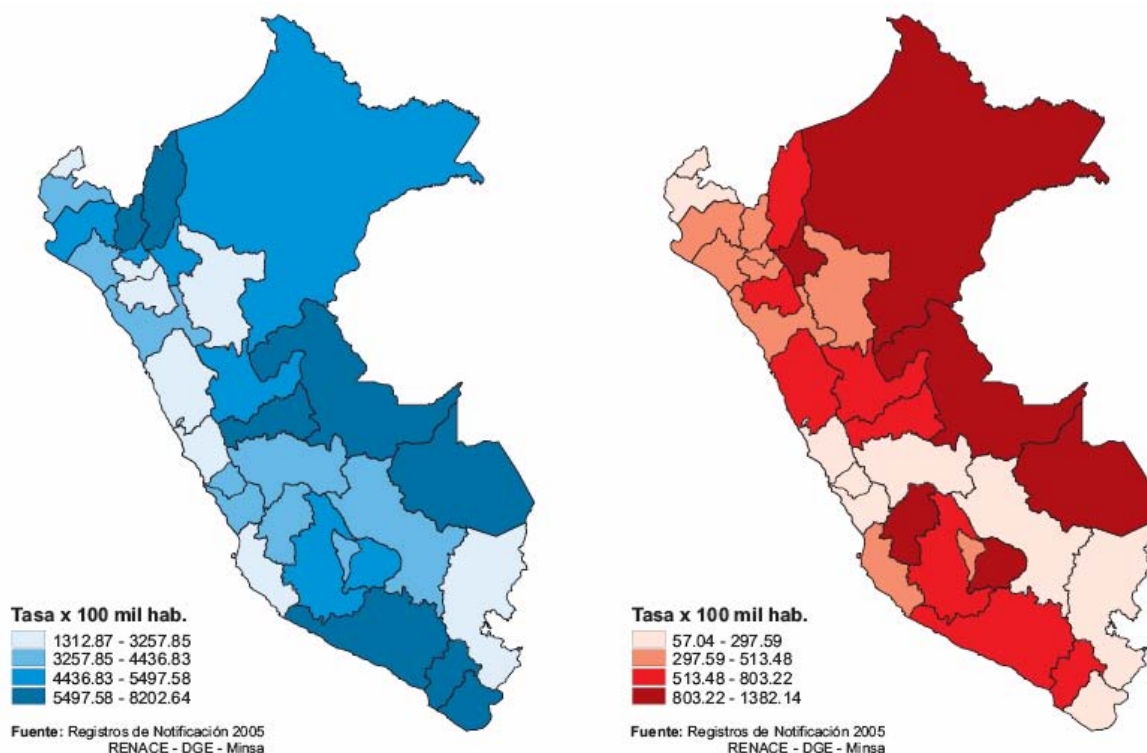 Tasa x 100 mil hab.
1312.87 - 3257.85
3257.85 - 4436.83
4436.83 - 5497.58
5497.58 - 8202.64
Fuente: Registros de Notificación 2005
RENACE - DGE - Minsa
Tasa x 100 mil hab.
57.04 - 297.59
297.59 - 513.48
513.48 - 803.22
803.22 - 1382.14
Fuente: Registros de Notificación 2005
RENACE - DGE - Minsa